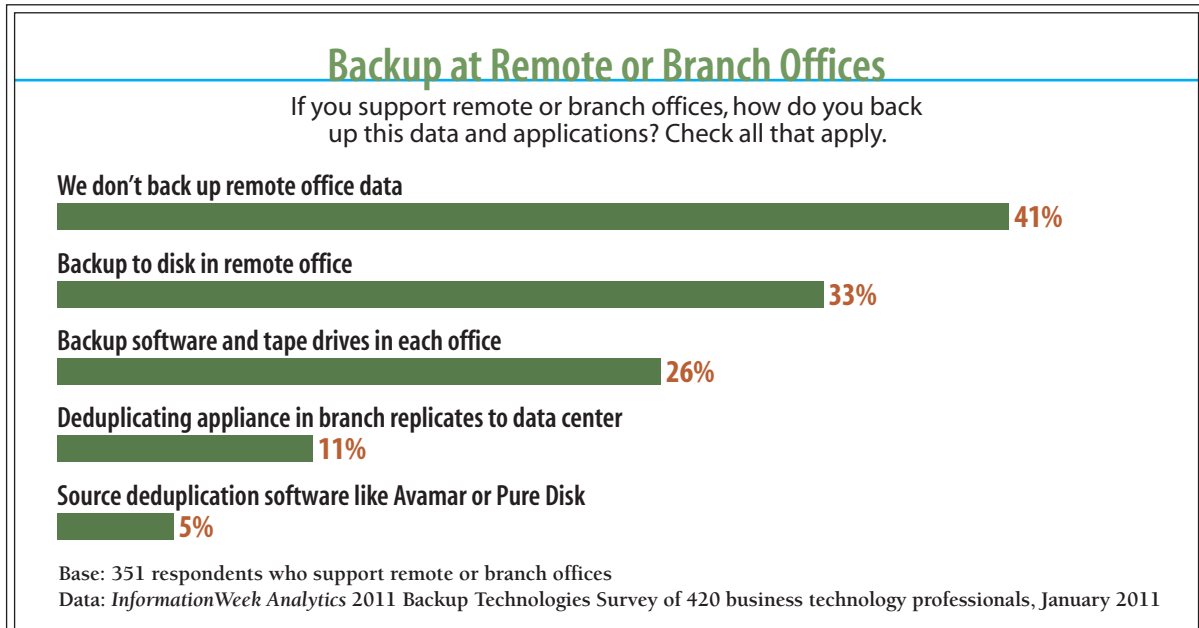 Backup at Remote or Branch Offices
If you support remote or branch offices, how do you back
up this data and applications? Check all that apply.
We don’t back up remote office data
41%
Backup to disk in remote office
33%
Backup software and tape drives in each office
26%
Deduplicating appliance in branch replicates to data center
11%
Source deduplication software like Avamar or Pure Disk
5%
Base: 351 respondents who support remote or branch offices
Data: InformationWeek Analytics 2011 Backup Technologies Survey of 420 business technology professionals, January 2011